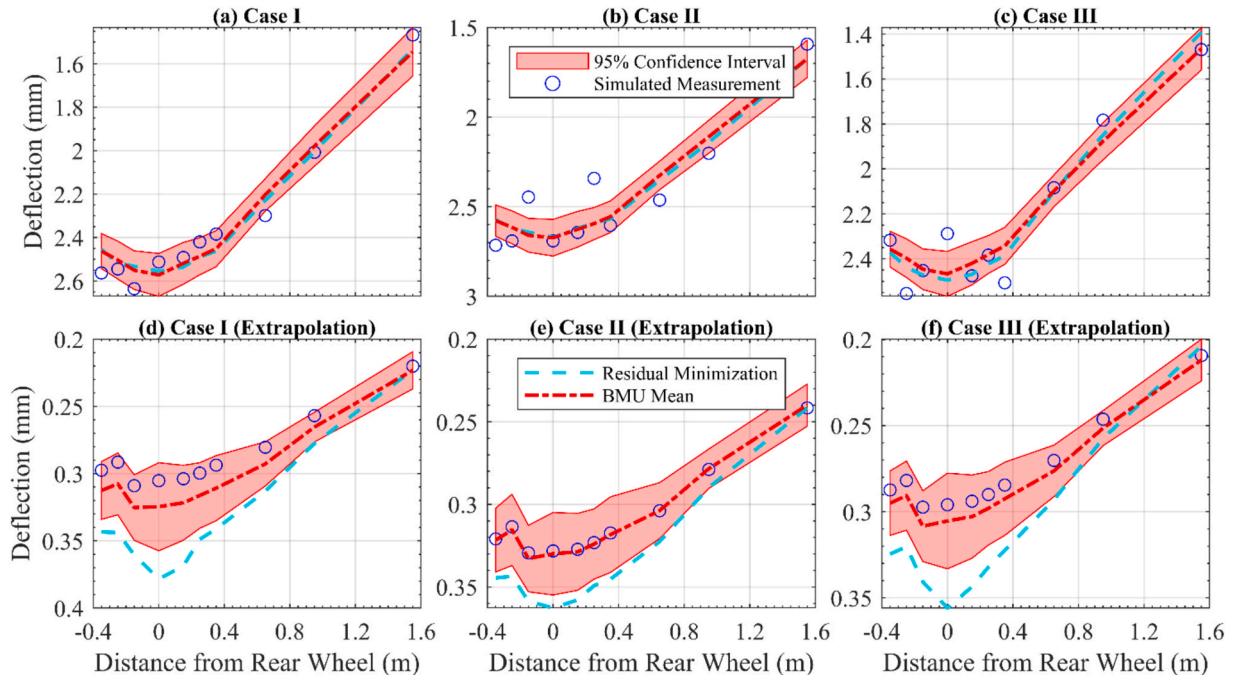 (a) Case I
(b) Case II
(c) Case III
Deflection (mm)
1.6
1.8
2
2.2
2.4
2.6
1.5
2
2.5
3
1.4
1.6
1.8
2
2.2
2.4
95% Confidence Interval
Simulated Measurement
(d) Case I (Extrapolation)
(e) Case II (Extrapolation)
(f) Case III (Extrapolation)
Deflection (mm)
0.2
0.25
0.3
0.35
0.4
0.2
0.25
0.3
0.35
0.2
0.25
0.3
0.35
Residual Minimization
BMU Mean
-0.4 0 0.4 0.8 1.2 1.6
-0.4 0 0.4 0.8 1.2 1.6
-0.4 0 0.4 0.8 1.2 1.6
Distance from Rear Wheel (m)
Distance from Rear Wheel (m)
Distance from Rear Wheel (m)